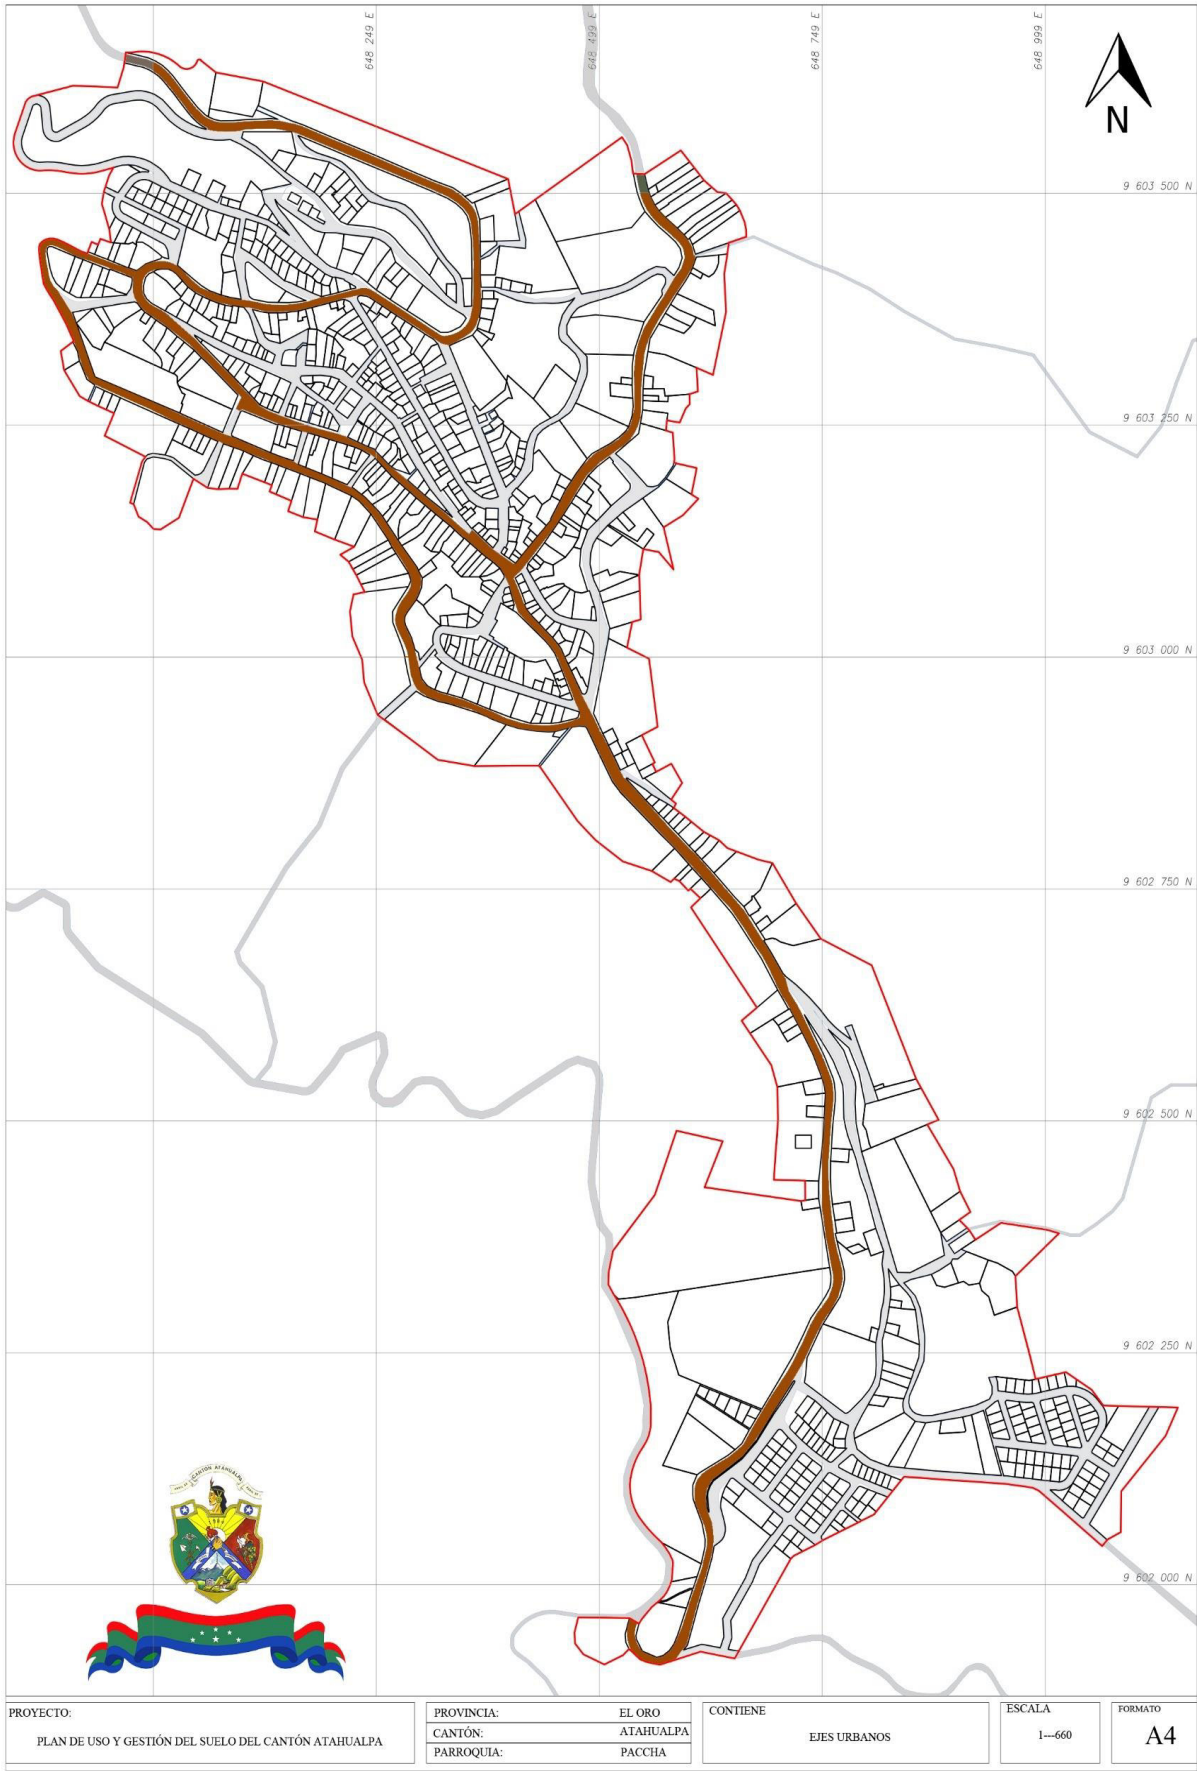 648 249 E
648 499 E
648 749 E
648 999 E
N
9 603 500 N
9 603 250 N
9 603 000 N
9 602 750 N
9 602 500 N
9 602 250 N
9 602 000 N
CANTÓN ATAHUALPA
PROYECTO:
PLAN DE USO Y GESTIÓN DEL SUELO DEL CANTÓN ATAHUALPA
PROVINCIA: EL ORO
CANTÓN: ATAHUALPA
PARROQUIA: PACCHA
CONTIENE
EJES URBANOS
ESCALA
1---660
FORMATO
A4